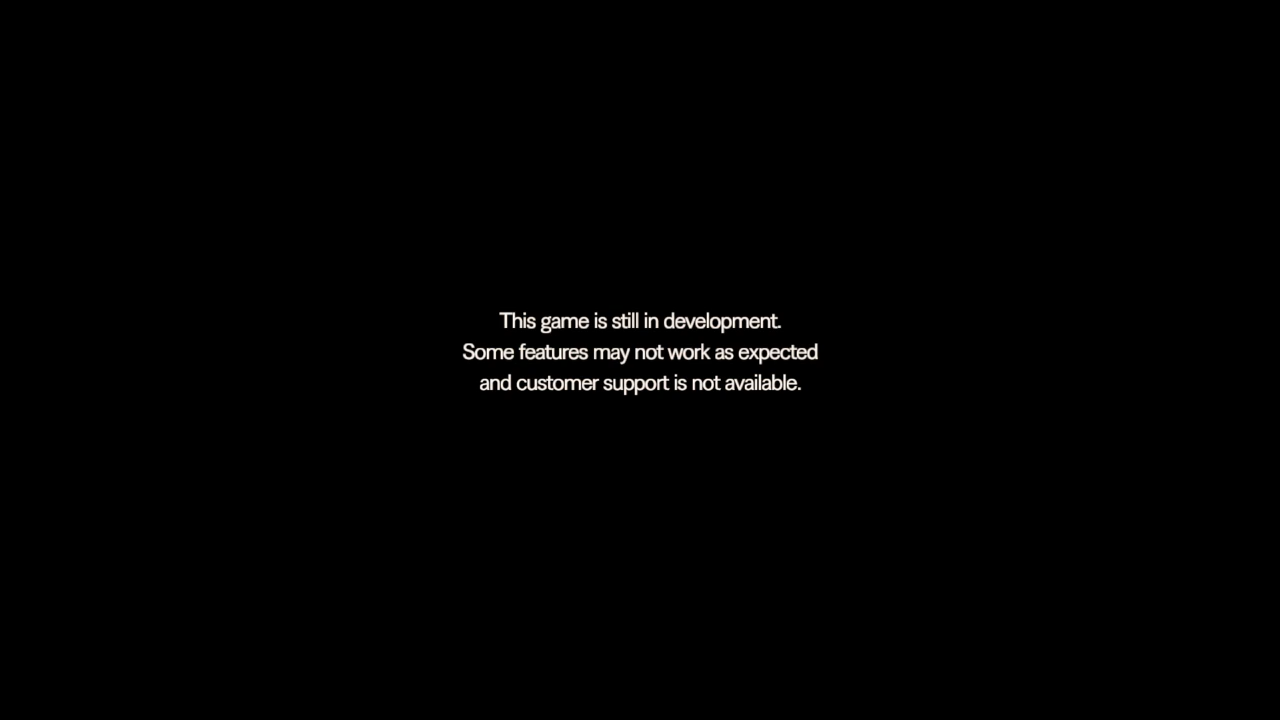 This game is still in development.
Some features may not work as expected
and customer support is not available.